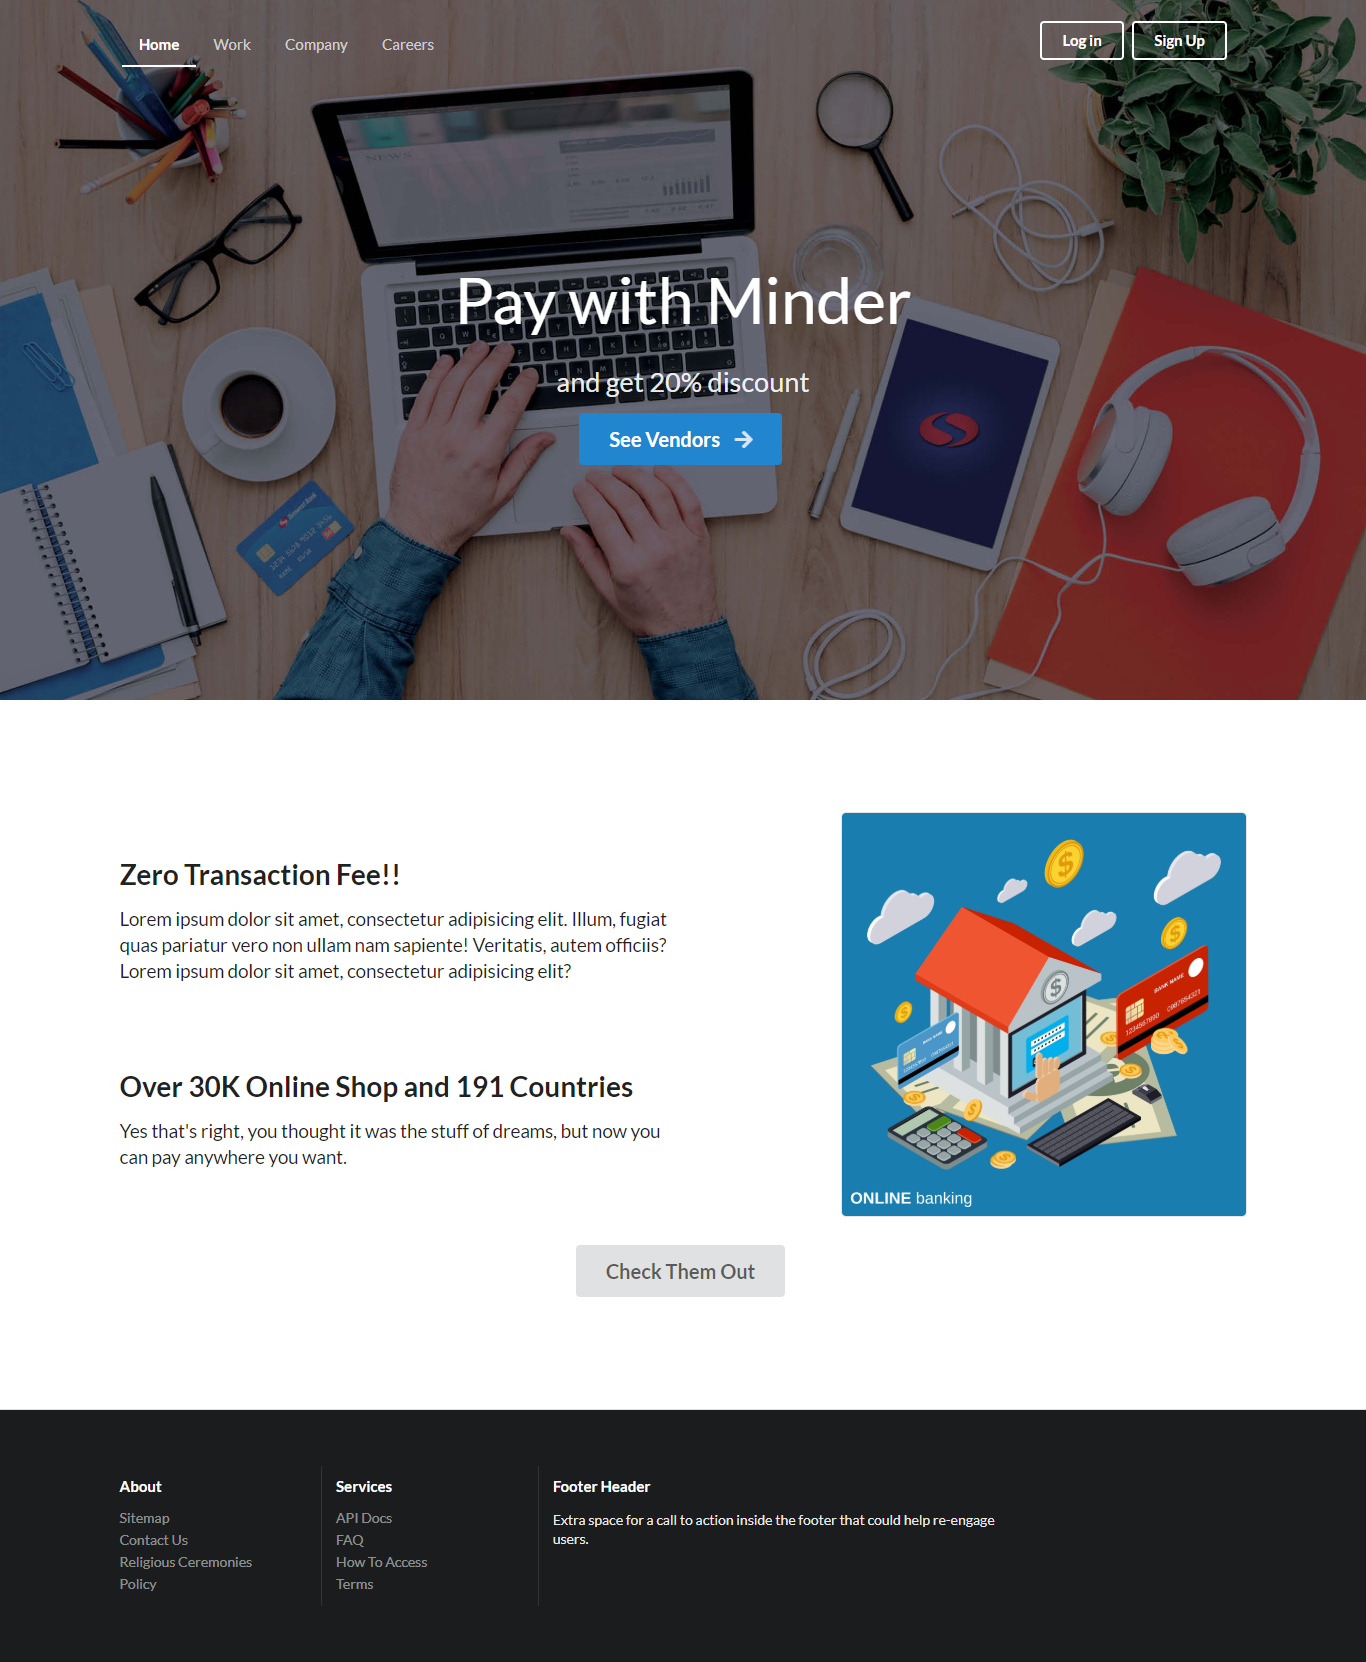 Home Work Company Careers Log in Sign Up
NEWS
Pay with Minder
and get 20% discount
See Vendors
Zero Transaction Fee!!
Lorem ipsum dolor sit amet, consectetur adipisicing elit. Illum, fugiat
quas pariatur vero non ullam nam sapiente! Veritatis, autem officiis?
Lorem ipsum dolor sit amet, consectetur adipisicing elit?
Over 30K Online Shop and 191 Countries
Yes that's right, you thought it was the stuff of dreams, but now you
can pay anywhere you want.
BANK NAME
1234567890 0987654321
ONLINE banking
Check Them Out
About
Sitemap
Contact Us
Religious Ceremonies
Policy
Services
API Docs
FAQ
How To Access
Terms
Footer Header
Extra space for a call to action inside the footer that could help re-engage
users.